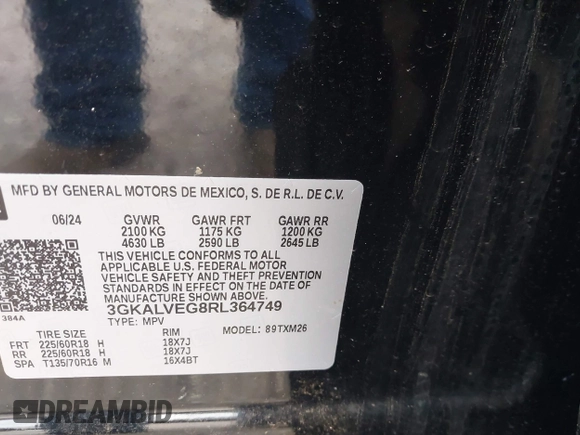 MFD BY GENERAL MOTORS DE MEXICO, S. DE R.L. DE C.V.
06/24 GVWR GAWR FRT GAWR RR
2100 KG 1175 KG 1200 KG
4630 LB 2590 LB 2645 LB
THIS VEHICLE CONFORMS TO ALL
APPLICABLE U.S. FEDERAL MOTOR
VEHICLE SAFETY AND THEFT PREVENTION
STANDARDS IN EFFECT ON THE DATE OF
MANUFACTURE SHOWN ABOVE.
3GKALVEG8RL364749
384A
TYPE: MPV MODEL: 89TXM26
TIRE SIZE RIM
FRT 225/60R18 H 18X7J
RR 225/60R18 H 18X7J
SPA T135/70R16 M 16X4BT
DREAMBID